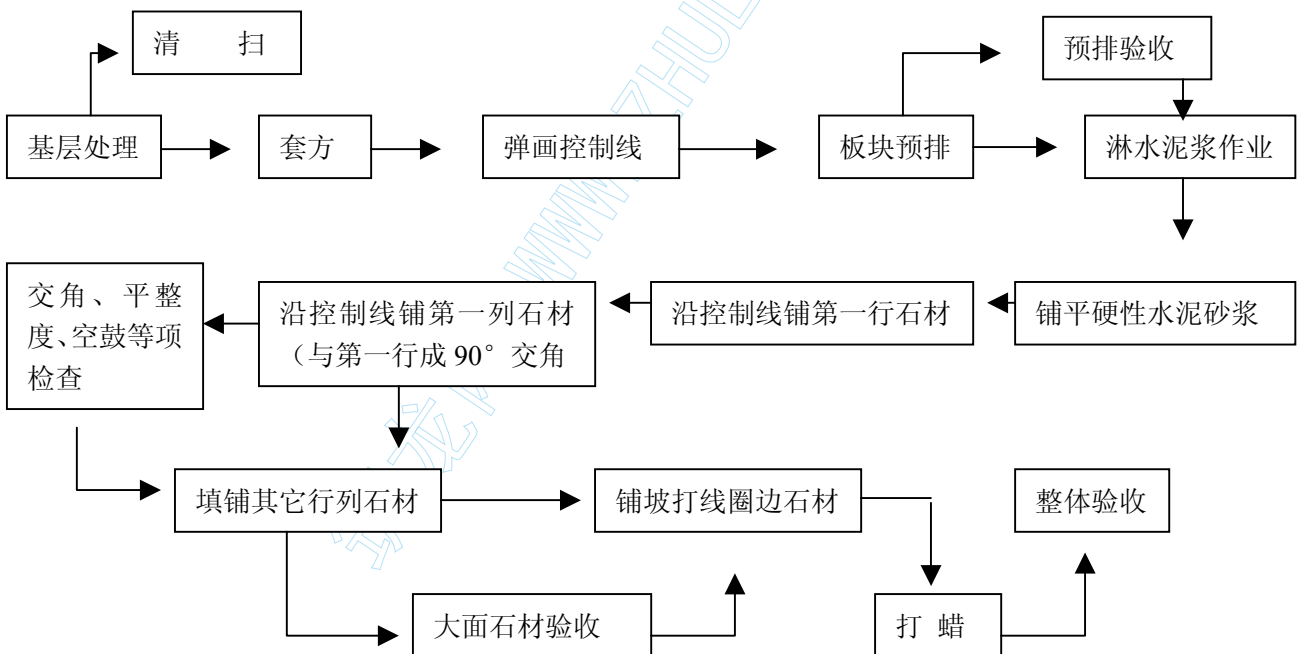 清 扫
预排验收
基层处理
套方
弹画控制线
板块预排
淋水泥浆作业
交角、平整
度、空鼓等项
检查
沿控制线铺第一列石材
（与第一行成 90°交角
沿控制线铺第一行石材
铺平硬性水泥砂浆
填铺其它行列石材
铺坡打线圈边石材
整体验收
大面石材验收
打 蜡